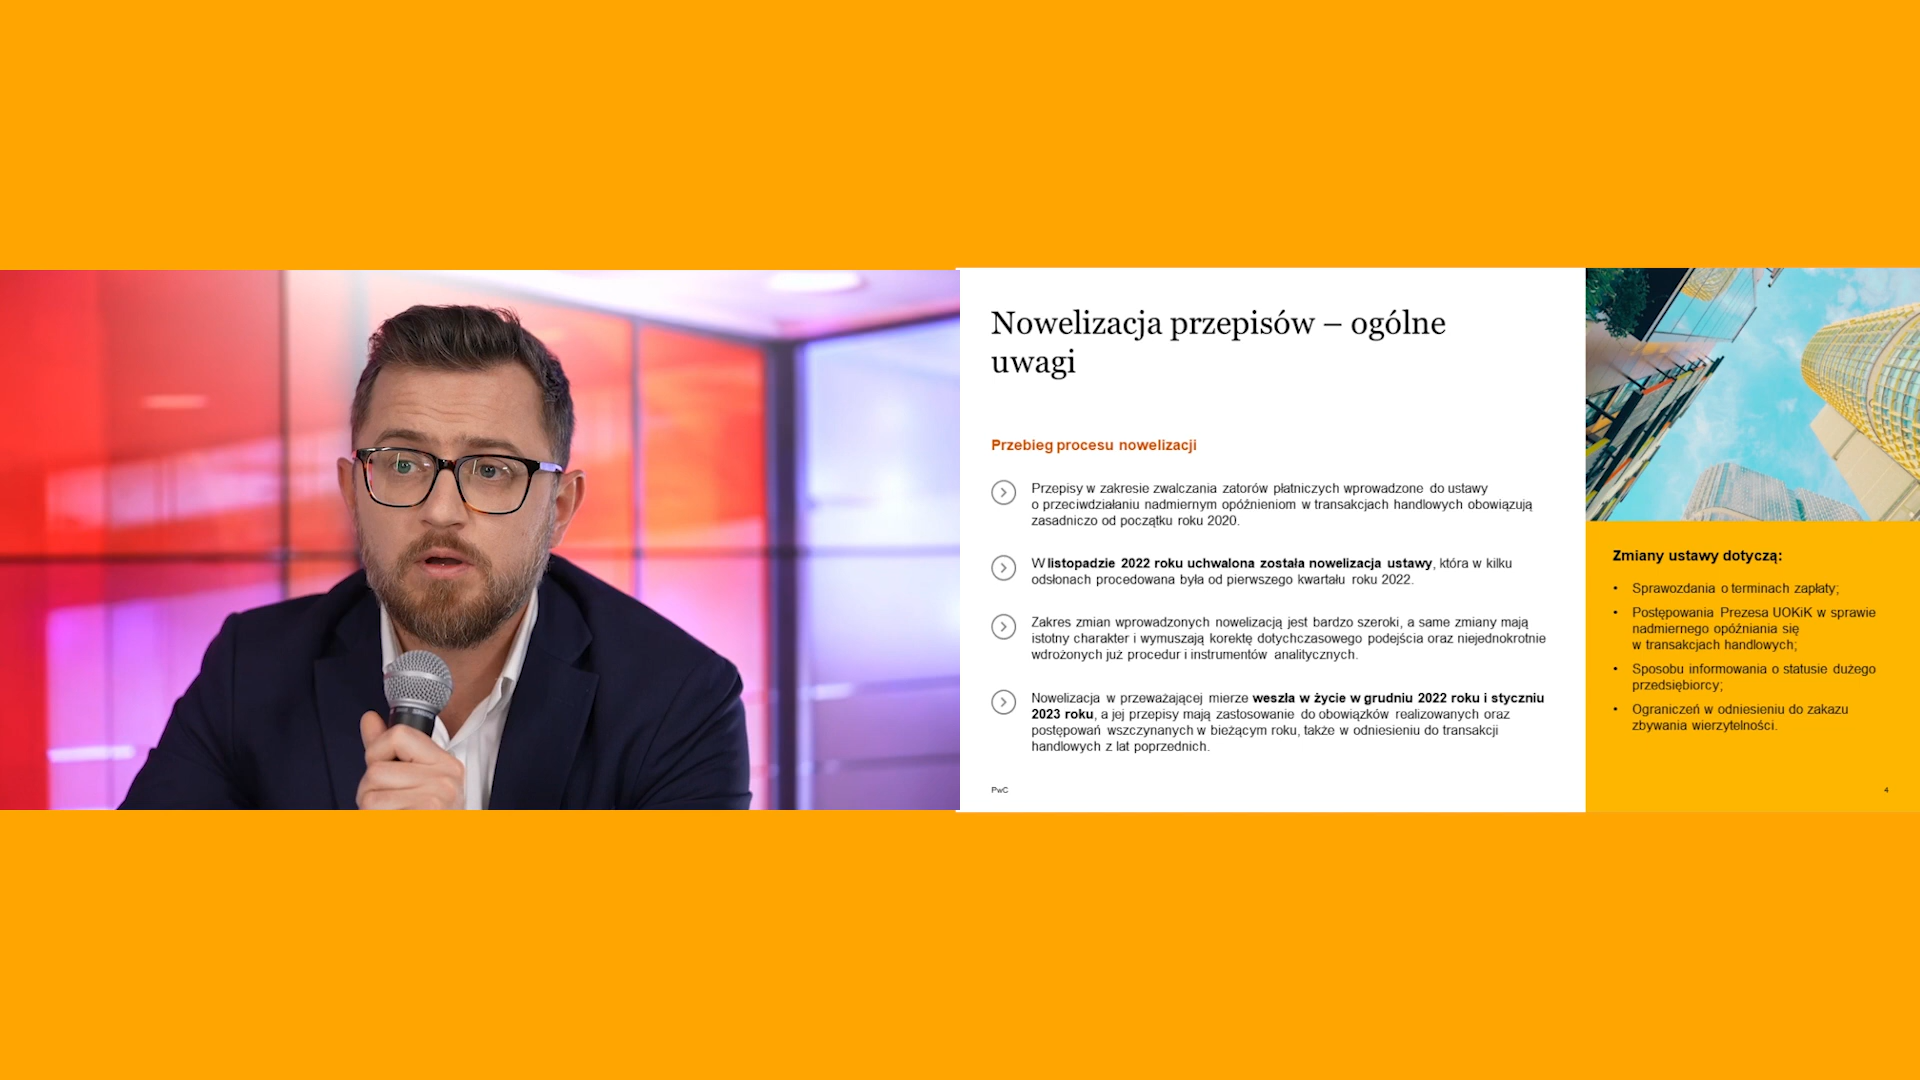 Nowelizacja przepisów – ogólne
uwagi
Przebieg procesu nowelizacji
Przepisy w zakresie zwalczania zatorów płatniczych wprowadzone do ustawy
o przeciwdziałaniu nadmiernym opóźnieniom w transakcjach handlowych obowiązują
zasadniczo od początku roku 2020.
W listopadzie 2022 roku uchwalona została nowelizacja ustawy, która w kilku
odsłonach procedowana była od pierwszego kwartału roku 2022.
Zakres zmian wprowadzonych nowelizacją jest bardzo szeroki, a same zmiany mają
istotny charakter i wymuszają korektę dotychczasowego podejścia oraz niejednokrotnie
wdrożonych już procedur i instrumentów analitycznych.
Nowelizacja w przeważającej mierze weszła w życie w grudniu 2022 roku i styczniu
2023 roku, a jej przepisy mają zastosowanie do obowiązków realizowanych oraz
postępowań wszczynanych w bieżącym roku, także w odniesieniu do transakcji
handlowych z lat poprzednich.
PwC
Zmiany ustawy dotyczą:
• Sprawozdania o terminach zapłaty;
• Postępowania Prezesa UOKiK w sprawie
nadmiernego opóźniania się
w transakcjach handlowych;
• Sposobu informowania o statusie dużego
przedsiębiorcy;
• Ograniczeń w odniesieniu do zakazu
zbywania wierzytelności.
4